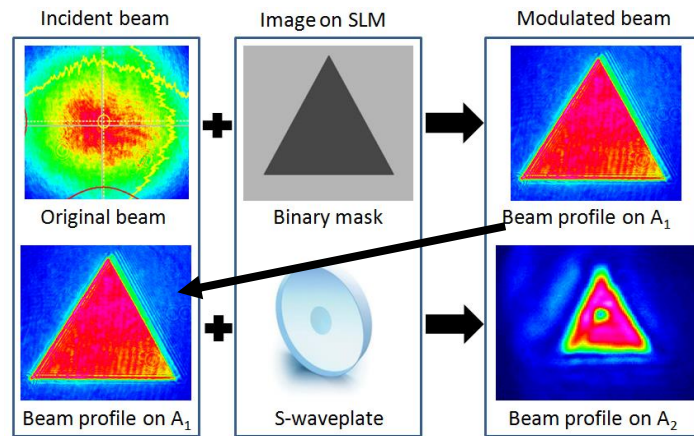 Incident beam
Image on SLM
Modulated beam
Original beam
Binary mask
Beam profile on A₁
Beam profile on A₁
S-waveplate
Beam profile on A₂